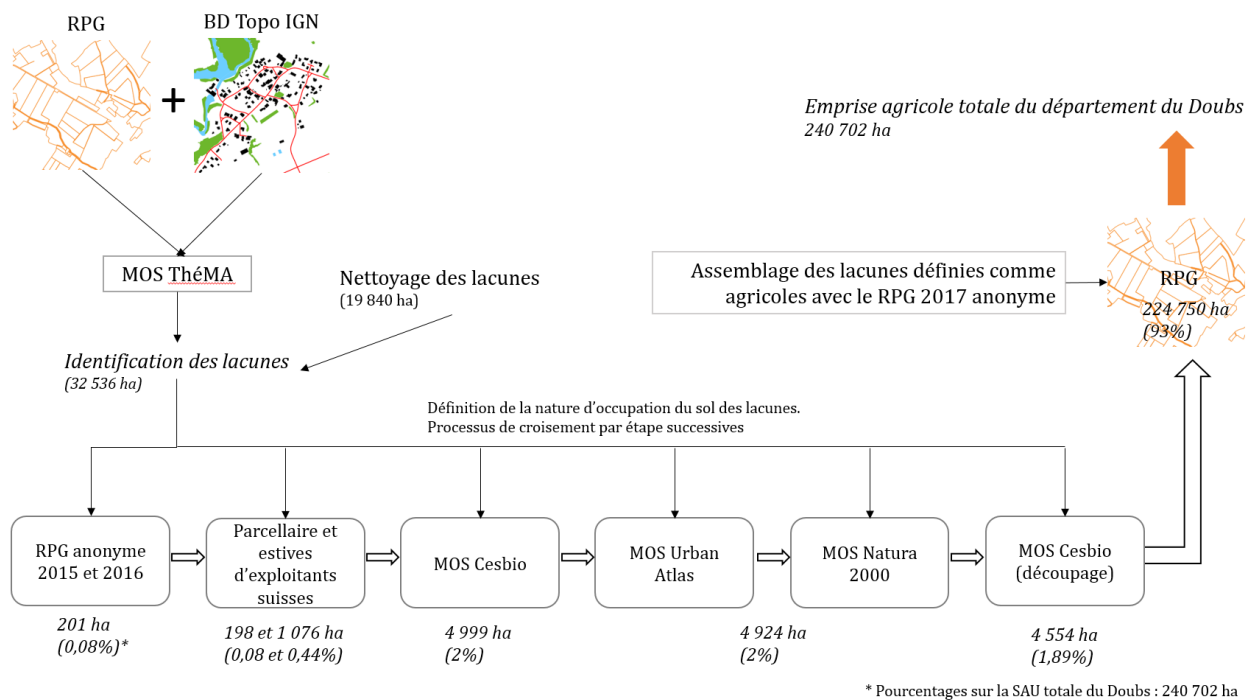 RPG
BD Topo IGN
+
Emprise agricole totale du département du Doubs
240 702 ha
MOS ThéMA
Nettoyage des lacunes
(19 840 ha)
Assemblage des lacunes définies comme
agricoles avec le RPG 2017 anonyme
RPG
224 750 ha
(93%)
Identification des lacunes
(32 536 ha)
Définition de la nature d'occupation du sol des lacunes.
Processus de croisement par étape successives
RPG anonyme
2015 et 2016
Parcellaire et
estives
d'exploitants
suisses
MOS Cesbio
MOS Urban
Atlas
MOS Natura
2000
MOS Cesbio
(découpage)
201 ha
(0,08%)*
198 et 1 076 ha
(0,08 et 0,44%)
4 999 ha
(2%)
4 924 ha
(2%)
4 554 ha
(1,89%)
* Pourcentages sur la SAU totale du Doubs : 240 702 ha